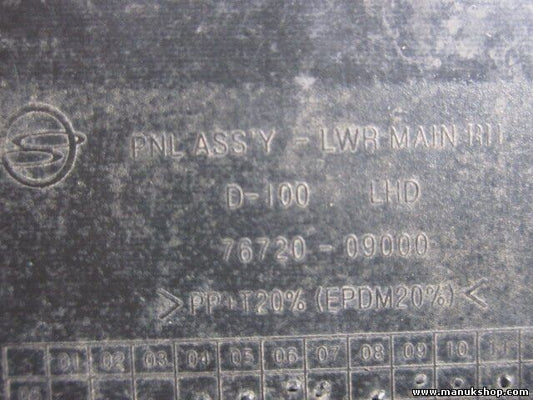 PNL ASS'Y - LWR MAIN RH
D-100 LHD
76720-09000
>PP+T20% (EPDM20%)<
01 02 03 04 05 06 07 08 09 10 11
www.manukshop.com